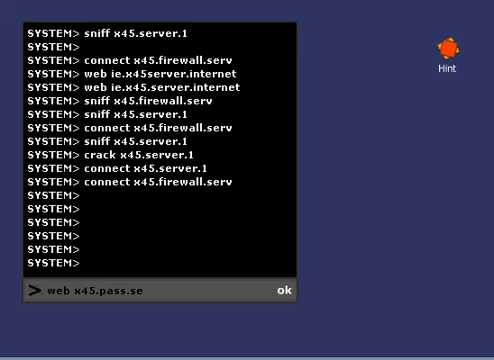 SYSTEM> sniff x45.server.1
SYSTEM>
SYSTEM> connect x45.firewall.serv
SYSTEM> web ie.x45server.internet
SYSTEM> web ie.x45.server.internet
SYSTEM> sniff x45.firewall.serv
SYSTEM> sniff x45.server.1
SYSTEM> connect x45.firewall.serv
SYSTEM> sniff x45.server.1
SYSTEM> crack x45.server.1
SYSTEM> connect x45.server.1
SYSTEM> connect x45.firewall.serv
SYSTEM>
SYSTEM>
SYSTEM>
SYSTEM>
SYSTEM>
SYSTEM>
> web x45.pass.se ok
Hint